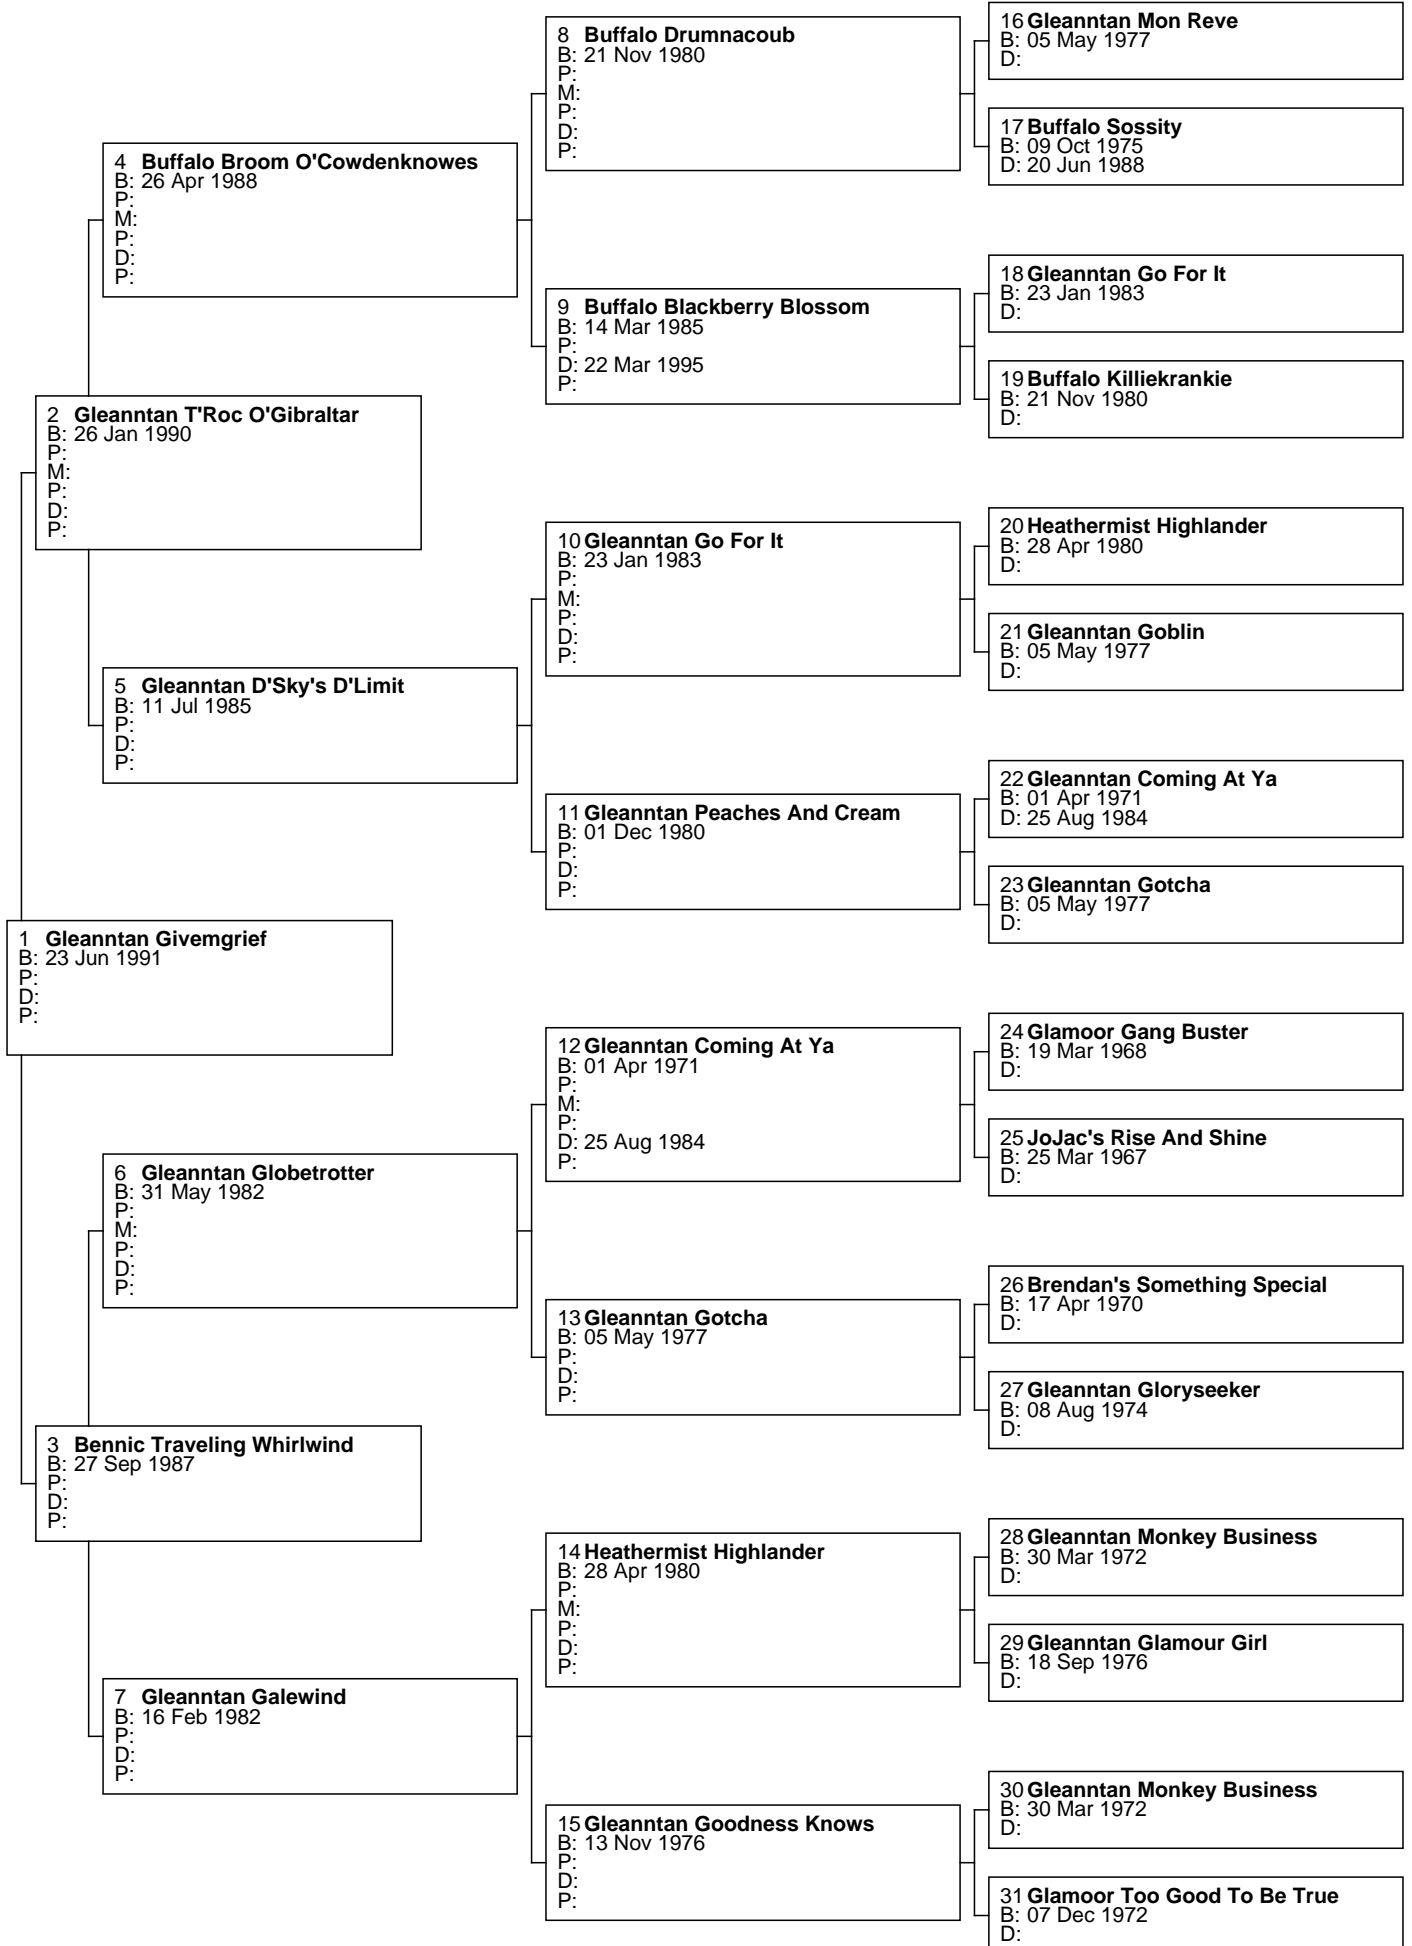 16 Gleanntan Mon Reve
B: 05 May 1977
D:
8 Buffalo Drumnacoub
B: 21 Nov 1980
P:
M:
P:
D:
P:
17 Buffalo Sossity
B: 09 Oct 1975
D: 20 Jun 1988
4 Buffalo Broom O'Cowdenknowes
B: 26 Apr 1988
P:
M:
P:
D:
P:
18 Gleanntan Go For It
B: 23 Jan 1983
D:
9 Buffalo Blackberry Blossom
B: 14 Mar 1985
P:
D: 22 Mar 1995
P:
19 Buffalo Killiekrankie
B: 21 Nov 1980
D:
2 Gleanntan T'Roc O'Gibraltar
B: 26 Jan 1990
P:
M:
P:
D:
P:
20 Heathermist Highlander
B: 28 Apr 1980
D:
10 Gleanntan Go For It
B: 23 Jan 1983
P:
M:
P:
D:
P:
21 Gleanntan Goblin
B: 05 May 1977
D:
5 Gleanntan D'Sky's D'Limit
B: 11 Jul 1985
P:
D:
P:
22 Gleanntan Coming At Ya
B: 01 Apr 1971
D: 25 Aug 1984
11 Gleanntan Peaches And Cream
B: 01 Dec 1980
P:
D:
P:
23 Gleanntan Gotcha
B: 05 May 1977
D:
1 Gleanntan Givemgrief
B: 23 Jun 1991
P:
D:
P:
24 Glamoor Gang Buster
B: 19 Mar 1968
D:
12 Gleanntan Coming At Ya
B: 01 Apr 1971
P:
M:
P:
D: 25 Aug 1984
P:
25 JoJac's Rise And Shine
B: 25 Mar 1967
D:
6 Gleanntan Globetrotter
B: 31 May 1982
P:
M:
P:
D:
P:
26 Brendan's Something Special
B: 17 Apr 1970
D:
13 Gleanntan Gotcha
B: 05 May 1977
P:
D:
P:
27 Gleanntan Gloryseeker
B: 08 Aug 1974
D:
3 Bennic Traveling Whirlwind
B: 27 Sep 1987
P:
D:
P:
28 Gleanntan Monkey Business
B: 30 Mar 1972
D:
14 Heathermist Highlander
B: 28 Apr 1980
P:
M:
P:
D:
P:
29 Gleanntan Glamour Girl
B: 18 Sep 1976
D:
7 Gleanntan Galewind
B: 16 Feb 1982
P:
D:
P:
30 Gleanntan Monkey Business
B: 30 Mar 1972
D:
15 Gleanntan Goodness Knows
B: 13 Nov 1976
P:
D:
P:
31 Glamoor Too Good To Be True
B: 07 Dec 1972
D: